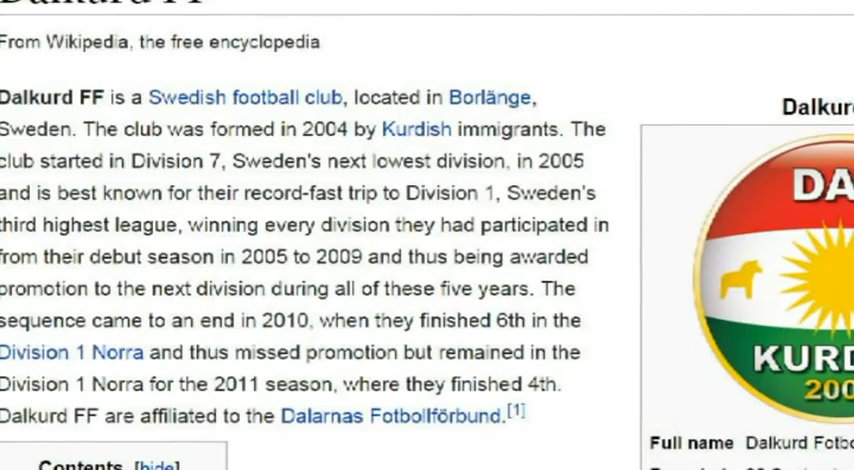 From Wikipedia, the free encyclopedia
Dalkurd FF is a Swedish football club, located in Borlänge,
Sweden. The club was formed in 2004 by Kurdish immigrants. The
club started in Division 7, Sweden's next lowest division, in 2005
and is best known for their record-fast trip to Division 1, Sweden's
third highest league, winning every division they had participated in
from their debut season in 2005 to 2009 and thus being awarded
promotion to the next division during all of these five years. The
sequence came to an end in 2010, when they finished 6th in the
Division 1 Norra and thus missed promotion but remained in the
Division 1 Norra for the 2011 season, where they finished 4th.
Dalkurd FF are affiliated to the Dalarnas Fotbollförbund.[1]
Contents [hide]
Dalkurd
DA
KURD
200
Full name Dalkurd Fotbo